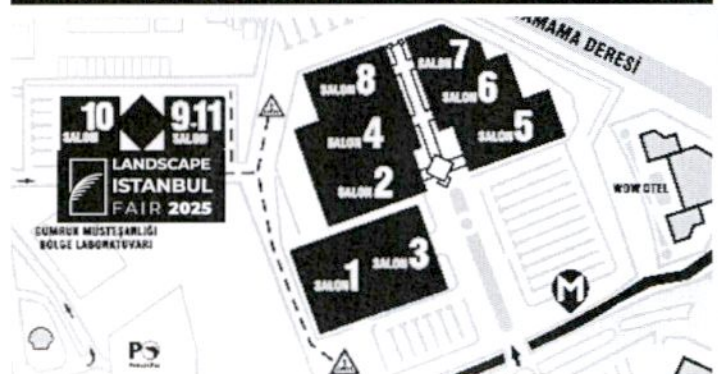 AMAMA DERESİ
10
SALON
9-11
SALON
LANDSCAPE
ISTANBUL
FAIR 2025
GÜMRÜK MÜSTEŞARLIĞI
BÖLGE LABORATUVARI
SALON 8
7
SALON 6
SALON 5
SALON 4
SALON 2
SALON 1
SALON 3
WOW OTEL
M
PO